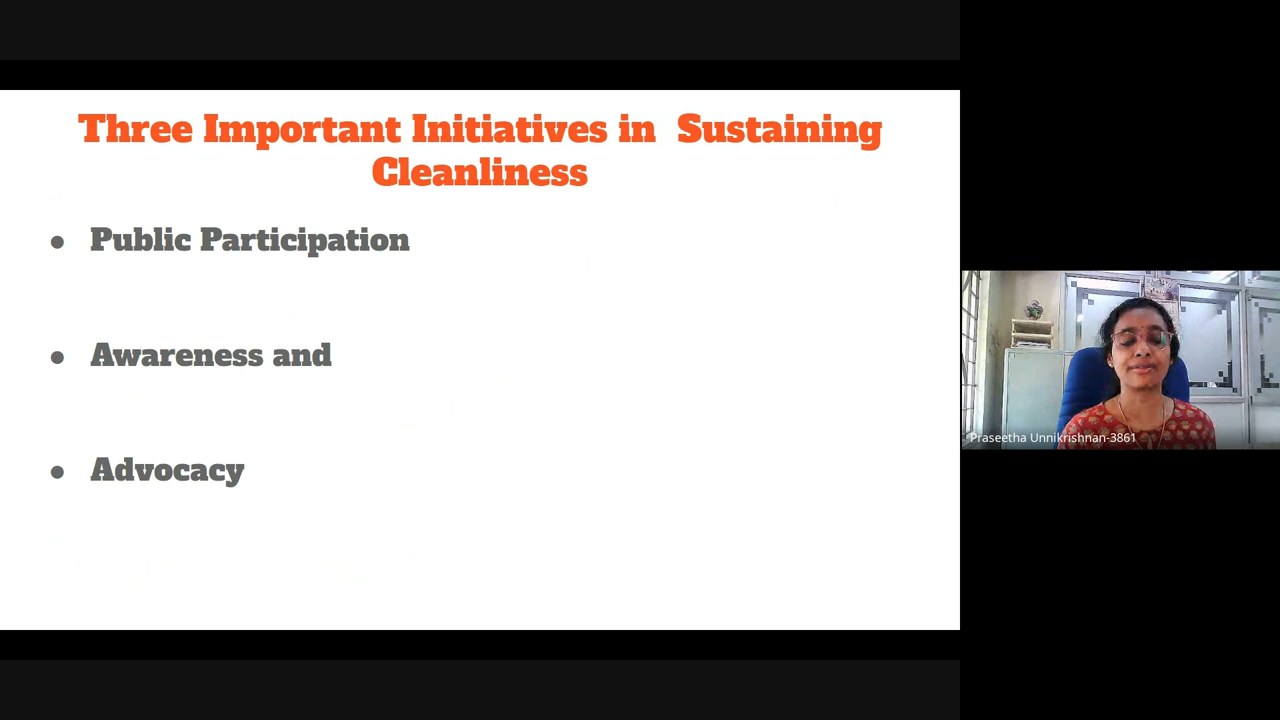 Three Important Initiatives in Sustaining
Cleanliness
● Public Participation
● Awareness and
● Advocacy
Praseetha Unnikrishnan-3861